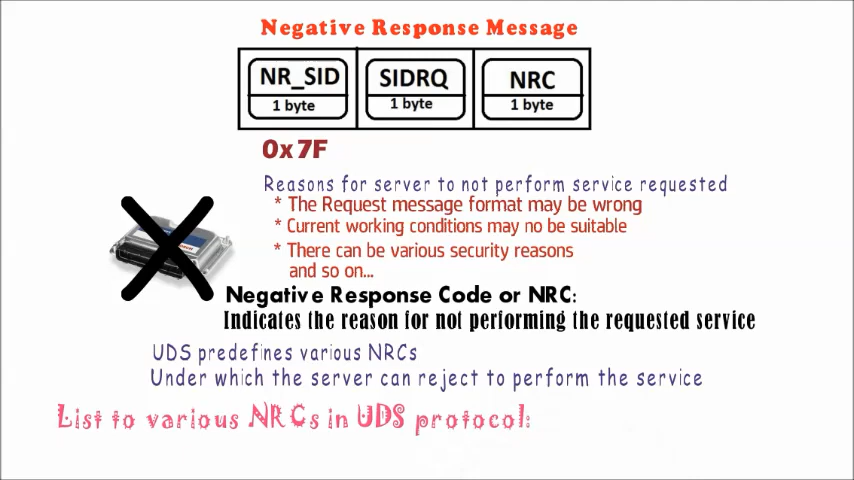 Negative Response Message
NR_SID SIDRQ NRC
1 byte 1 byte 1 byte
0x7F
Reasons for server to not perform service requested
* The Request message format may be wrong
* Current working conditions may no be suitable
* There can be various security reasons
and so on...
Negative Response Code or NRC:
Indicates the reason for not performing the requested service
UDS predefines various NRCs
Under which the server can reject to perform the service
List to various NRCs in UDS protocol: